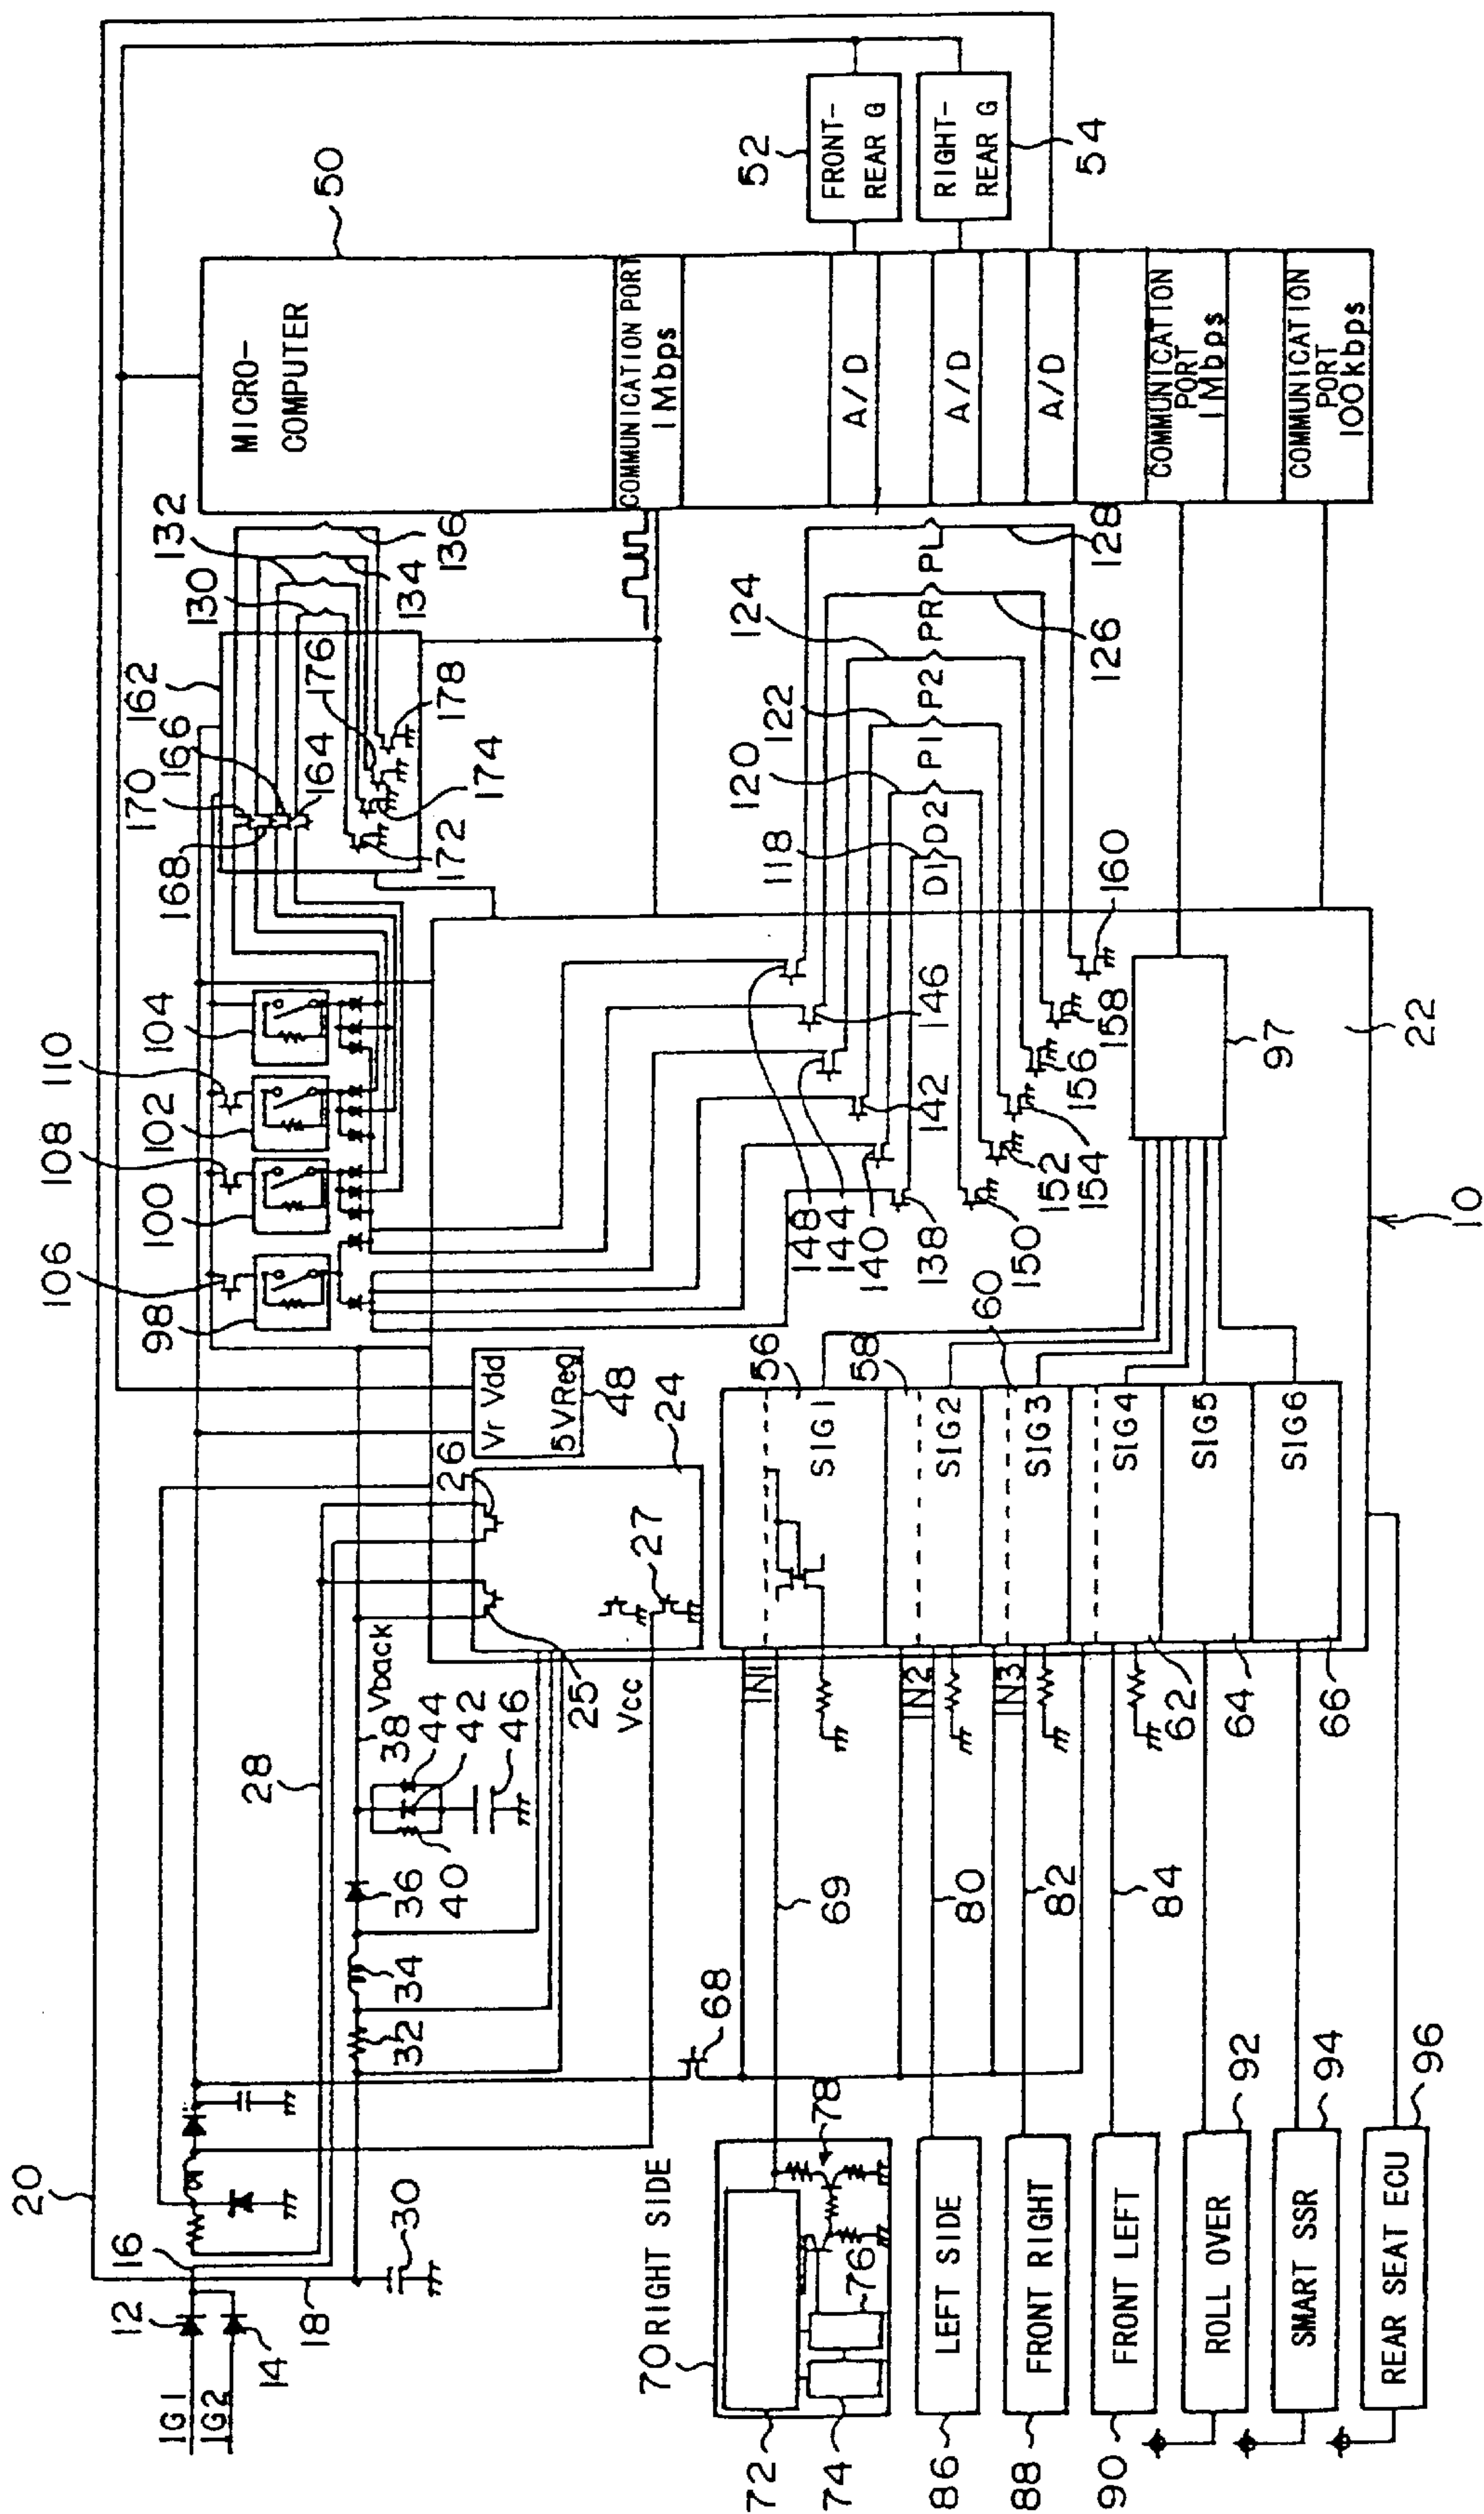 20
16
12
IG1
IG2
14
18
30
28
32
34
36
40
38
44
42
46
Vback
25
Vcc
26
27
24
Vr Vdd
5VReg
48
98
106
100
108
102
110
104
168
170
166
162
164
172
174
176
178
130
132
134
136
50
MICRO-
COMPUTER
COMMUNICATION PORT
1Mbps
A/D
A/D
A/D
COMMUNICATION
PORT
1Mbps
COMMUNICATION
PORT
100kbps
52
FRONT-
REAR G
RIGHT-
REAR G
54
118
120
122
124
126
128
D1
D2
P1
P2
PR
PL
148
144
140
138
142
146
150
152
154
156
158
160
97
22
10
56
SIG1
58
SIG2
60
SIG3
SIG4
SIG5
SIG6
62
64
66
IN1
IN2
IN3
68
69
80
82
84
70
RIGHT SIDE
72
74
76
78
86
LEFT SIDE
88
FRONT RIGHT
90
FRONT LEFT
ROLL OVER
92
SMART SSR
94
REAR SEAT ECU
96